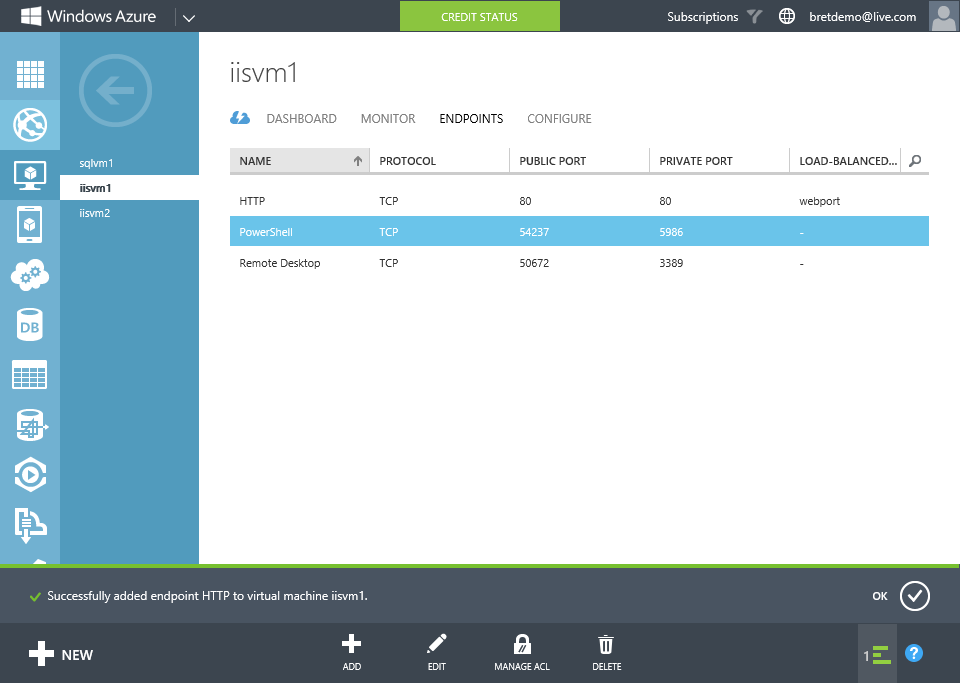 Windows Azure
CREDIT STATUS
Subscriptions
bretdemo@live.com
iisvm1
DASHBOARD MONITOR ENDPOINTS CONFIGURE
sqlvm1
iisvm1
iisvm2
NAME PROTOCOL PUBLIC PORT PRIVATE PORT LOAD-BALANCED...
HTTP TCP 80 80 webport
PowerShell TCP 54237 5986 -
Remote Desktop TCP 50672 3389 -
DB
Successfully added endpoint HTTP to virtual machine iisvm1.
OK
NEW
ADD EDIT MANAGE ACL DELETE
1
?